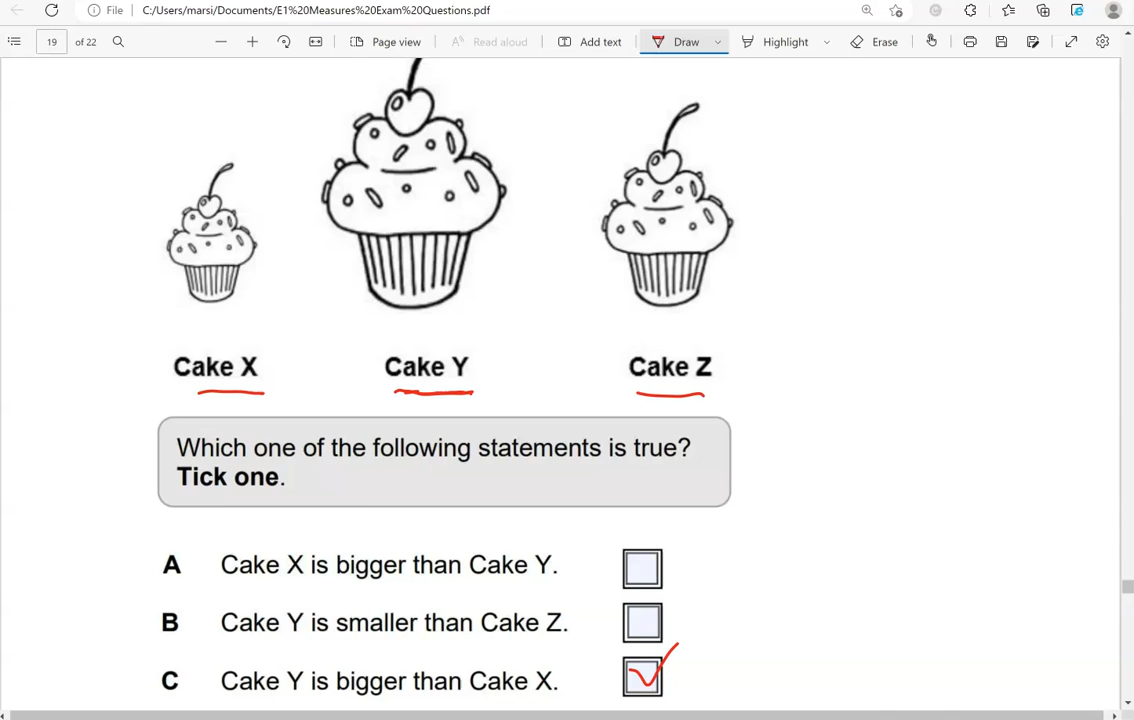 File C:/Users/marsi/Documents/E1%20Measures%20Exam%20Questions.pdf
19 of 22 Page view Read aloud Add text Draw Highlight Erase
Cake X Cake Y Cake Z
Which one of the following statements is true?
Tick one.
A Cake X is bigger than Cake Y.
B Cake Y is smaller than Cake Z.
C Cake Y is bigger than Cake X.